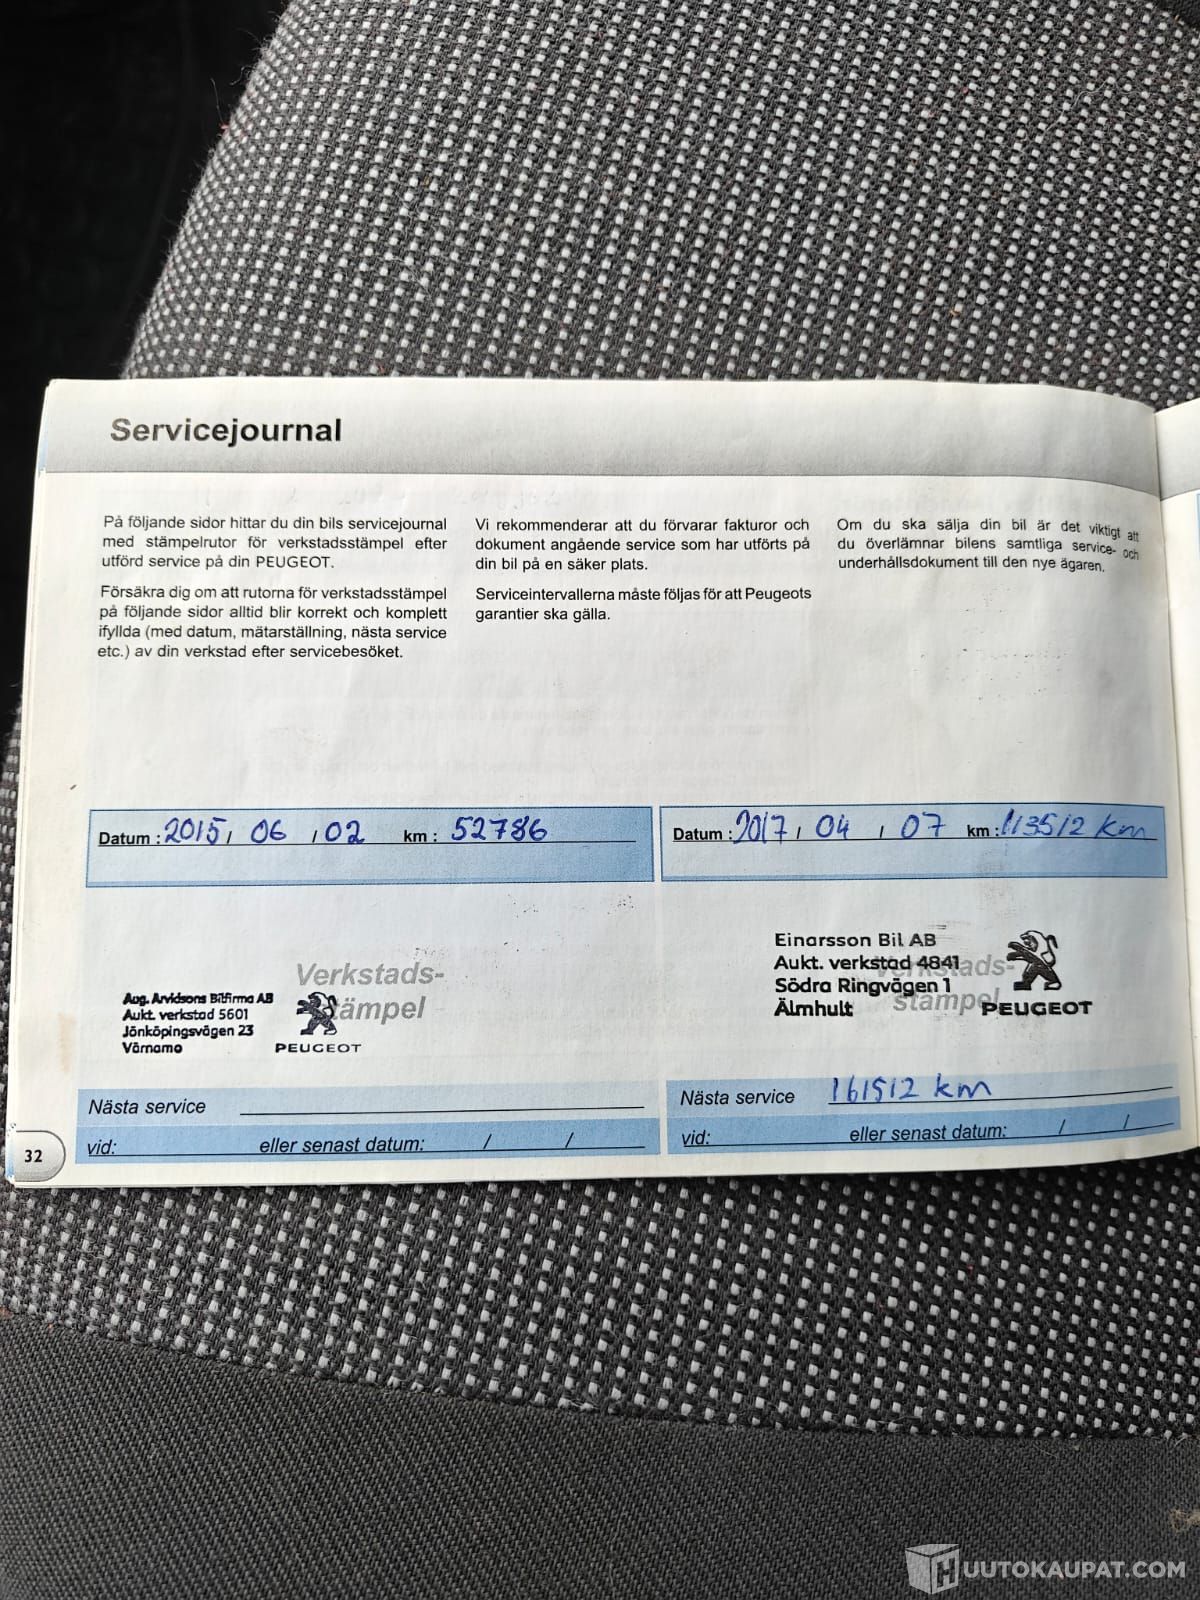 Servicejournal
På följande sidor hittar du din bils servicejournal
med stämpelrutor för verkstadsstämpel efter
utförd service på din PEUGEOT.
Försäkra dig om att rutorna för verkstadsstämpel
på följande sidor alltid blir korrekt och komplett
ifyllda (med datum, mätarställning, nästa service
etc.) av din verkstad efter servicebesöket.
Vi rekommenderar att du förvarar fakturor och
dokument angående service som har utförts på
din bil på en säker plats.
Serviceintervallerna måste följas för att Peugeots
garantier ska gälla.
Om du ska sälja din bil är det viktigt att
du överlämnar bilens samtliga service- och
underhållsdokument till den nye ägaren.
Datum : 2015 / 06 / 02 km : 52786
Verkstads-
stämpel
Aug. Arvidsons Bilfirma AB
Aukt. verkstad 5601
Jönköpingsvägen 23
Värnamo
PEUGEOT
Nästa service
vid: eller senast datum: / /
Datum : 2017 / 04 / 07 km : 113512 km
Verkstads-
stämpel
Einarsson Bil AB
Aukt. verkstad 4841
Södra Ringvägen 1
Älmhult
PEUGEOT
Nästa service 161512 km
vid: eller senast datum: / /
32
HUUTOKAUPAT.COM